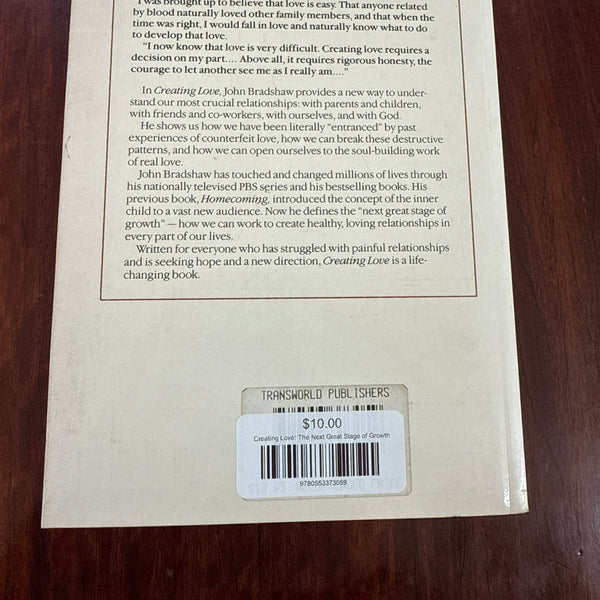 I was brought up to believe that love is easy. That anyone related
by blood naturally loved other family members, and that when the
time was right, I would fall in love and naturally know what to do
to develop that love.
"I now know that love is very difficult. Creating love requires a
decision on my part.... Above all, it requires rigorous honesty, the
courage to let another see me as I really am...."
In Creating Love, John Bradshaw provides a new way to under-
stand our most crucial relationships: with parents and children,
with friends and co-workers, with ourselves, and with God.
He shows us how we have been literally "entranced" by past
experiences of counterfeit love, how we can break these destructive
patterns, and how we can open ourselves to the soul-building work
of real love.
John Bradshaw has touched and changed millions of lives through
his nationally televised PBS series and his bestselling books. His
previous book, Homecoming, introduced the concept of the inner
child to a vast new audience. Now he defines the "next great stage of
growth" — how we can work to create healthy, loving relationships in
every part of our lives.
Written for everyone who has struggled with painful relationships
and is seeking hope and a new direction, Creating Love is a life-
changing book.
TRANSWORLD PUBLISHERS
$10.00
Creating Love: The Next Great Stage of Growth
9780553373059
PRICE